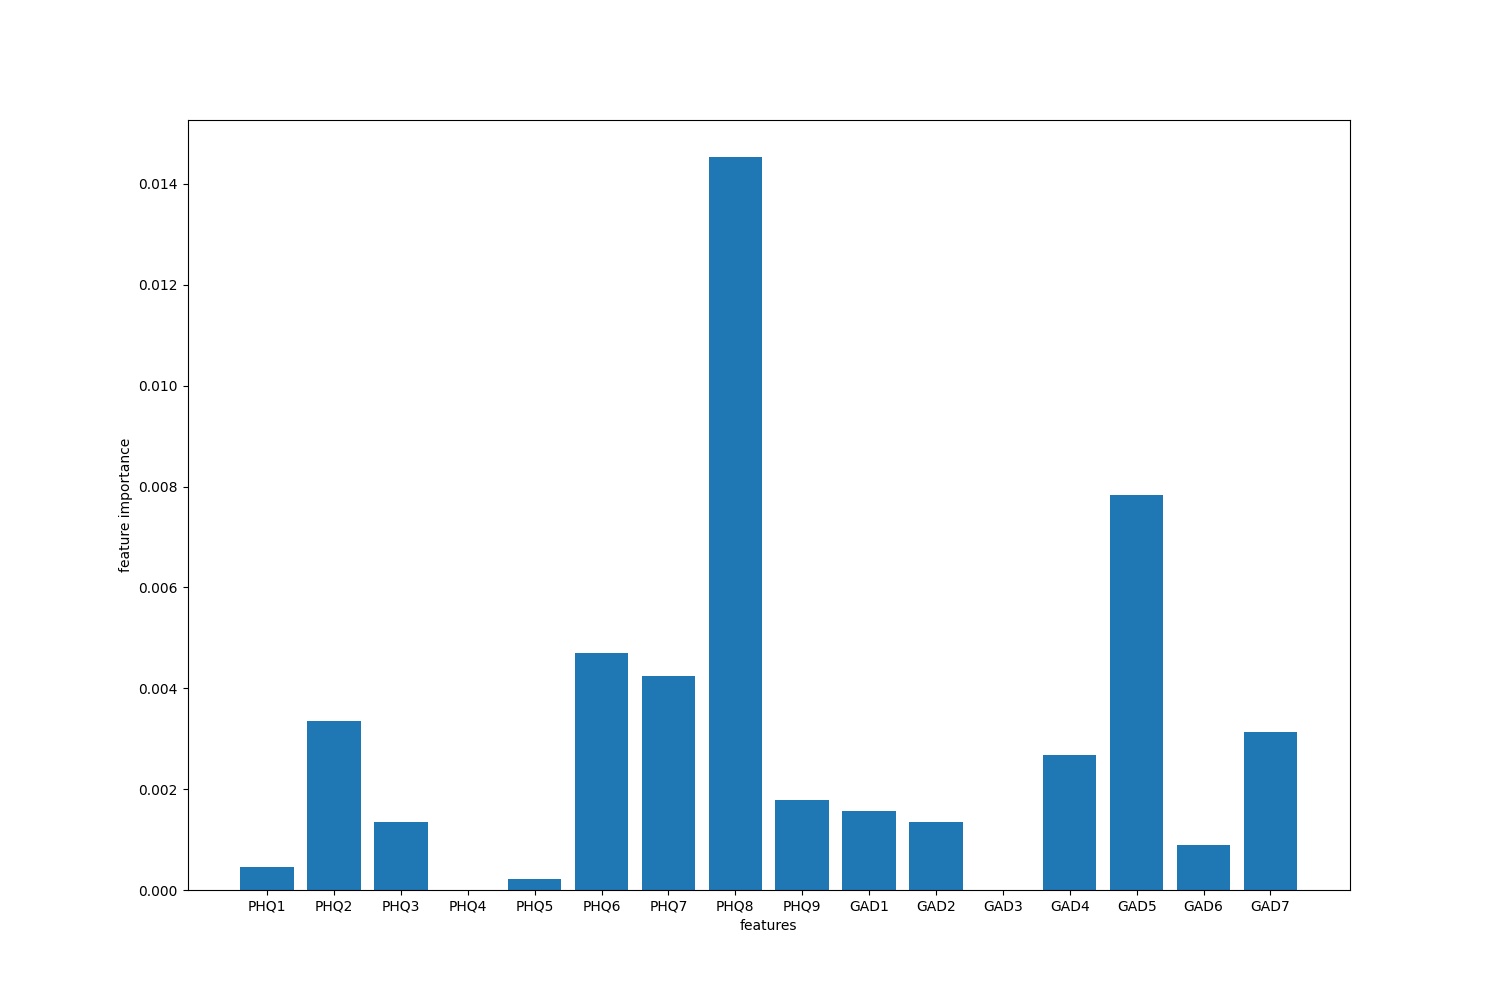 feature importance
0.014
0.012
0.010
0.008
0.006
0.004
0.002
0.000
PHQ1 PHQ2 PHQ3 PHQ4 PHQ5 PHQ6 PHQ7 PHQ8 PHQ9 GAD1 GAD2 GAD3 GAD4 GAD5 GAD6 GAD7
features